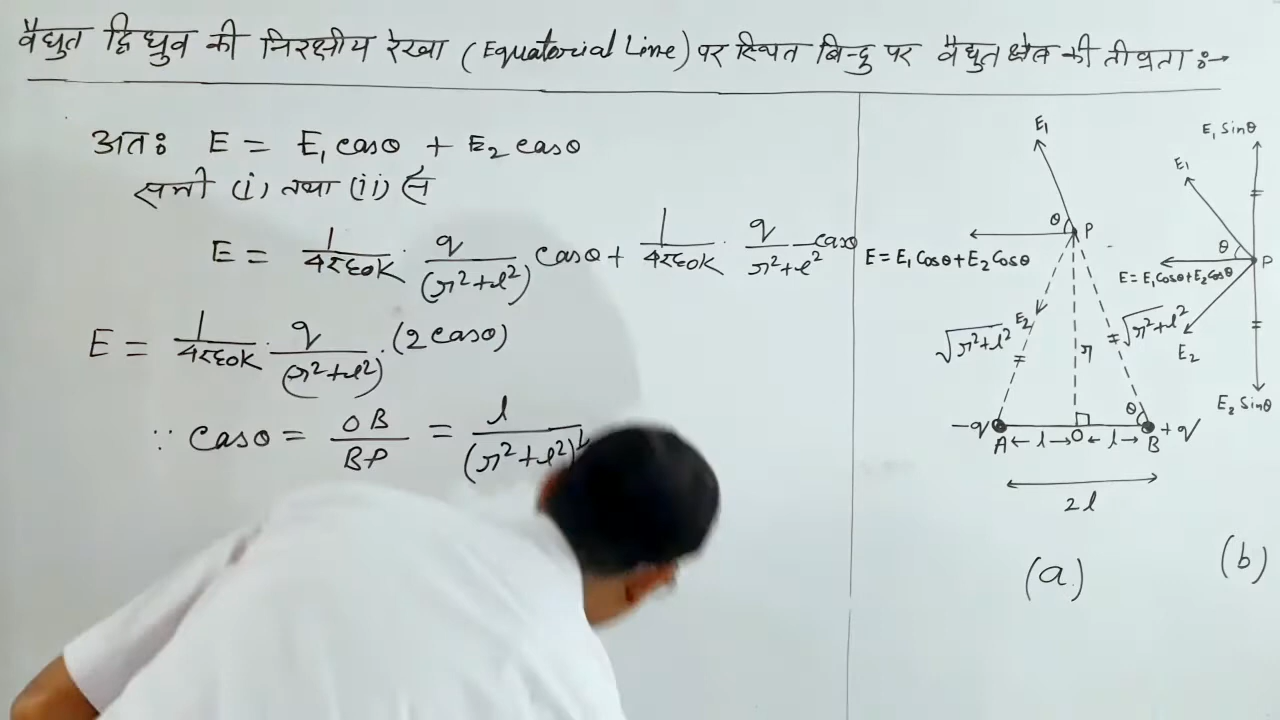 वैधुत द्विध्रुव की निरक्षीय रेखा (Equatorial Line) पर स्थित बिन्दु पर वैधुत क्षेत्र की तीव्रता :→
अतः E = E₁ cosθ + E₂ cosθ
समी (i) तथा (ii) से
E = 1/4πε₀K · q/(r²+l²) cosθ + 1/4πε₀K · q/r²+l² cosθ
E = 1/4πε₀K · q/(r²+l²) · (2 cosθ)
∵ cosθ = OB/BP = l/(r²+l²)
E₁
θ
P
E = E₁ cosθ + E₂ cosθ
E₂
√r²+l²
r
√r²+l²
θ
-q
A ← l → O ← l → B
+q
2l
(a)
E₁ sinθ
E₁
θ
P
E = E₁cosθ+E₂cosθ
E₂
E₂ sinθ
(b)